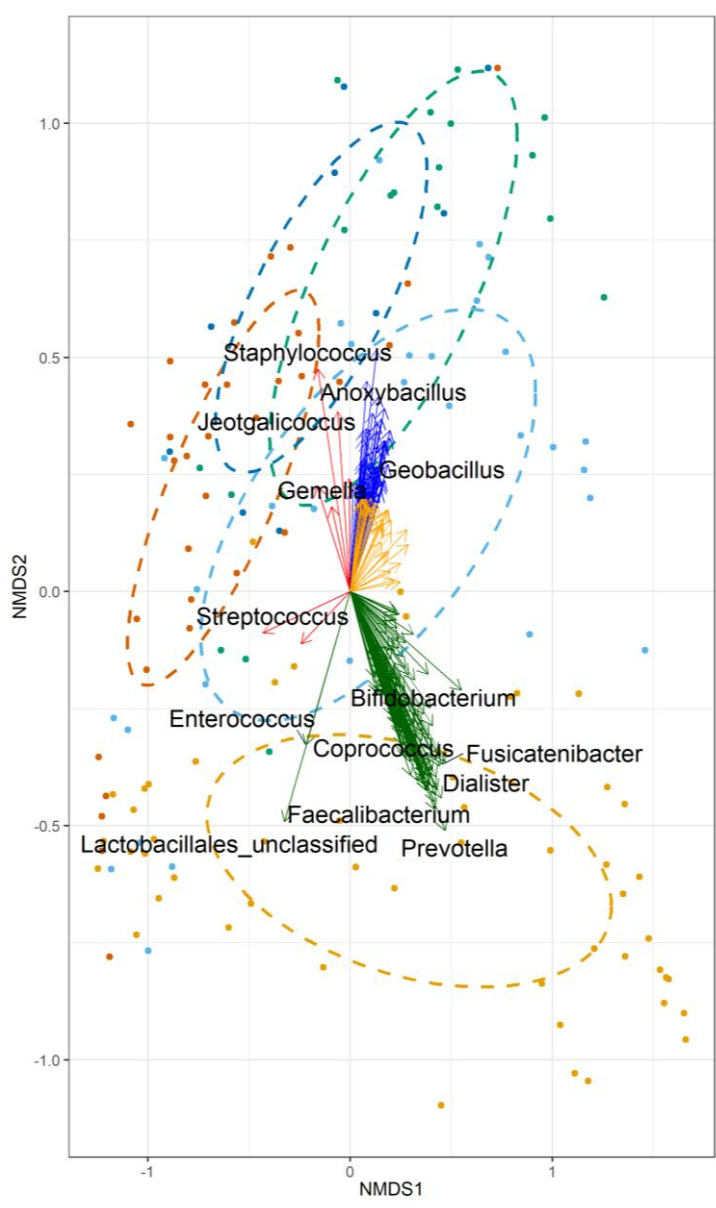 1.0
0.5
Staphylococcus
Anoxybacillus
Jeotgalicoccus
Geobacillus
Gemella
NMDS2
0.0
Streptococcus
Bifidobacterium
Enterococcus
Coprococcus
Fusicatenibacter
Dialister
Faecalibacterium
-0.5
Lactobacillales_unclassified
Prevotella
-1.0
-1 0 1
NMDS1